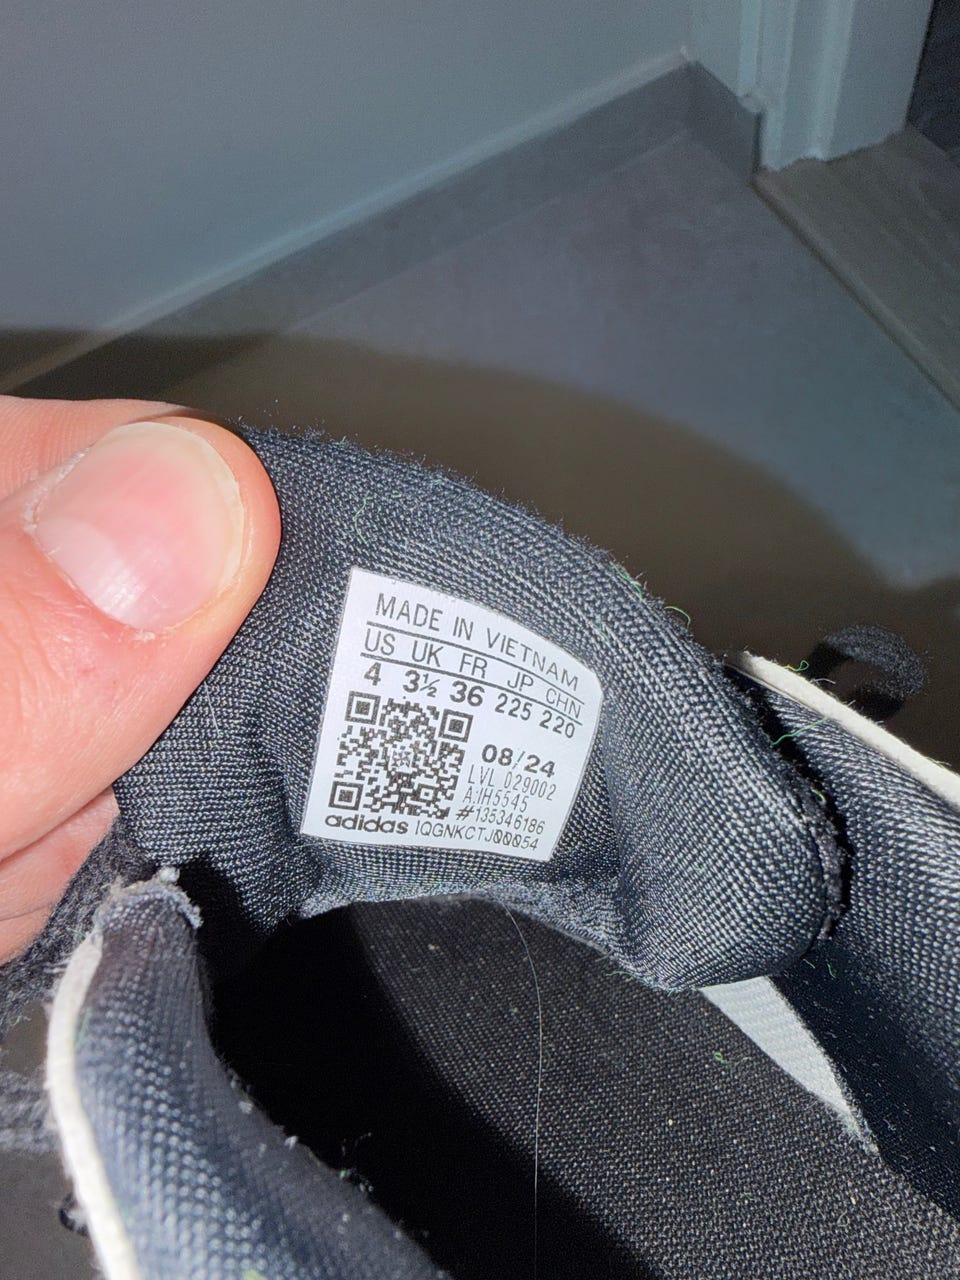 MADE IN VIETNAM
US UK FR JP CHN
4 3½ 36 225 220
08/24
LVL 029002
A:IH5545
#135346186
adidas 1QGNKCTJ00054